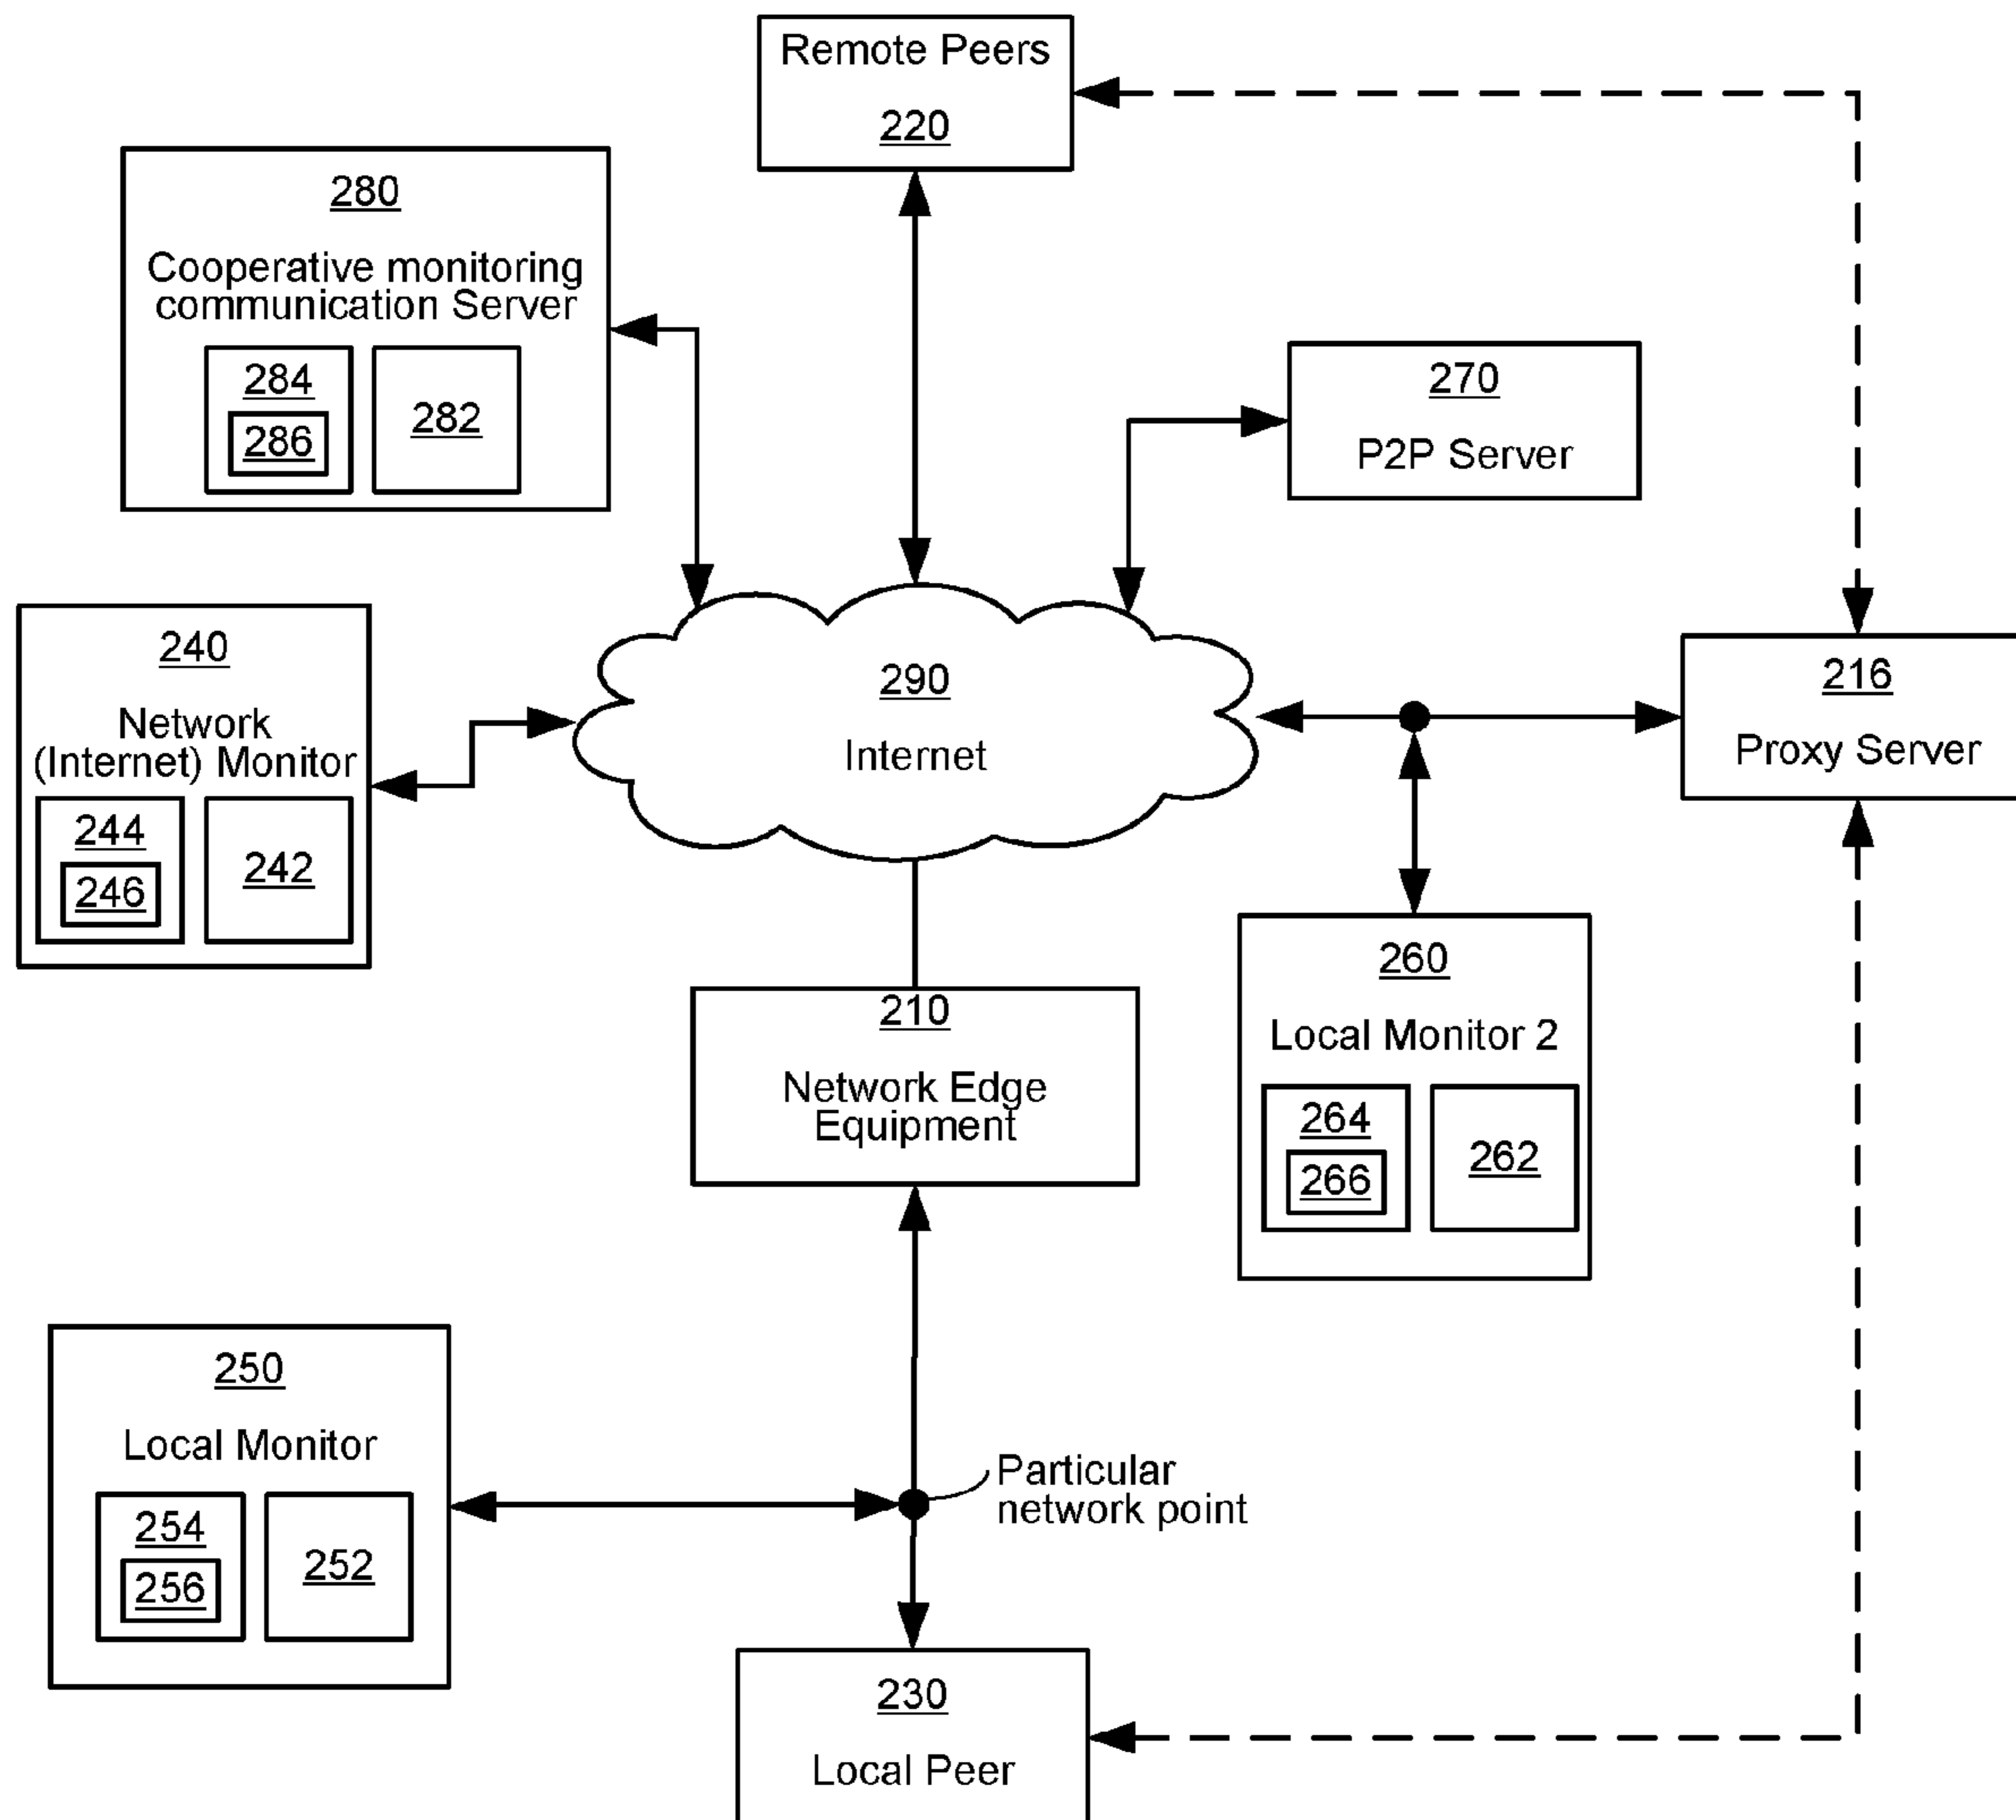 Remote Peers
220
280
Cooperative monitoring
communication Server
284
286
282
270
P2P Server
240
Network
(Internet) Monitor
244
246
242
290
Internet
216
Proxy Server
210
Network Edge
Equipment
260
Local Monitor 2
264
266
262
250
Local Monitor
254
256
252
Particular
network point
230
Local Peer